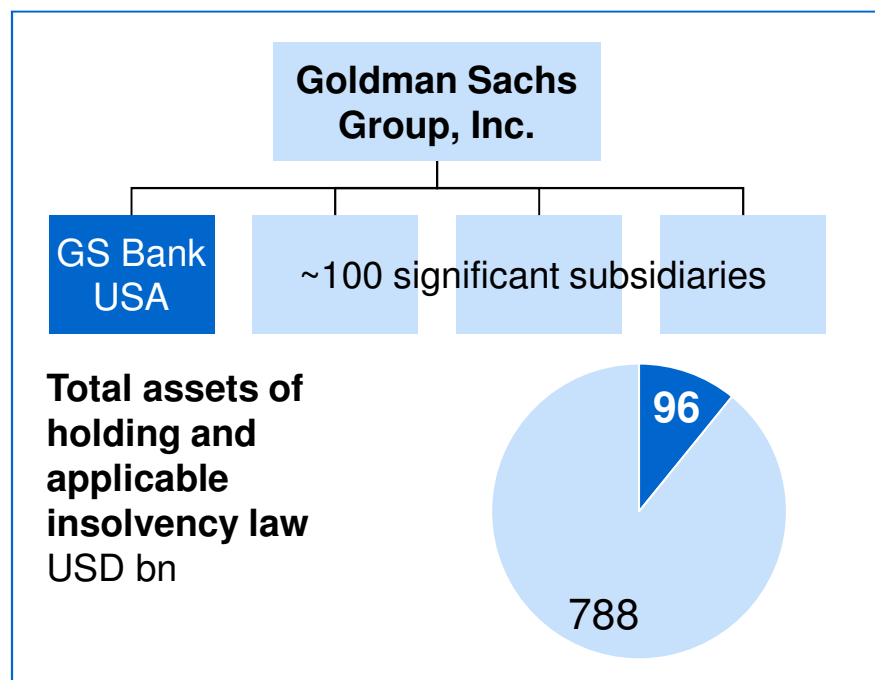 Goldman Sachs
Group, Inc.
GS Bank
USA
~100 significant subsidiaries
Total assets of
holding and
applicable
insolvency law
USD bn
96
788